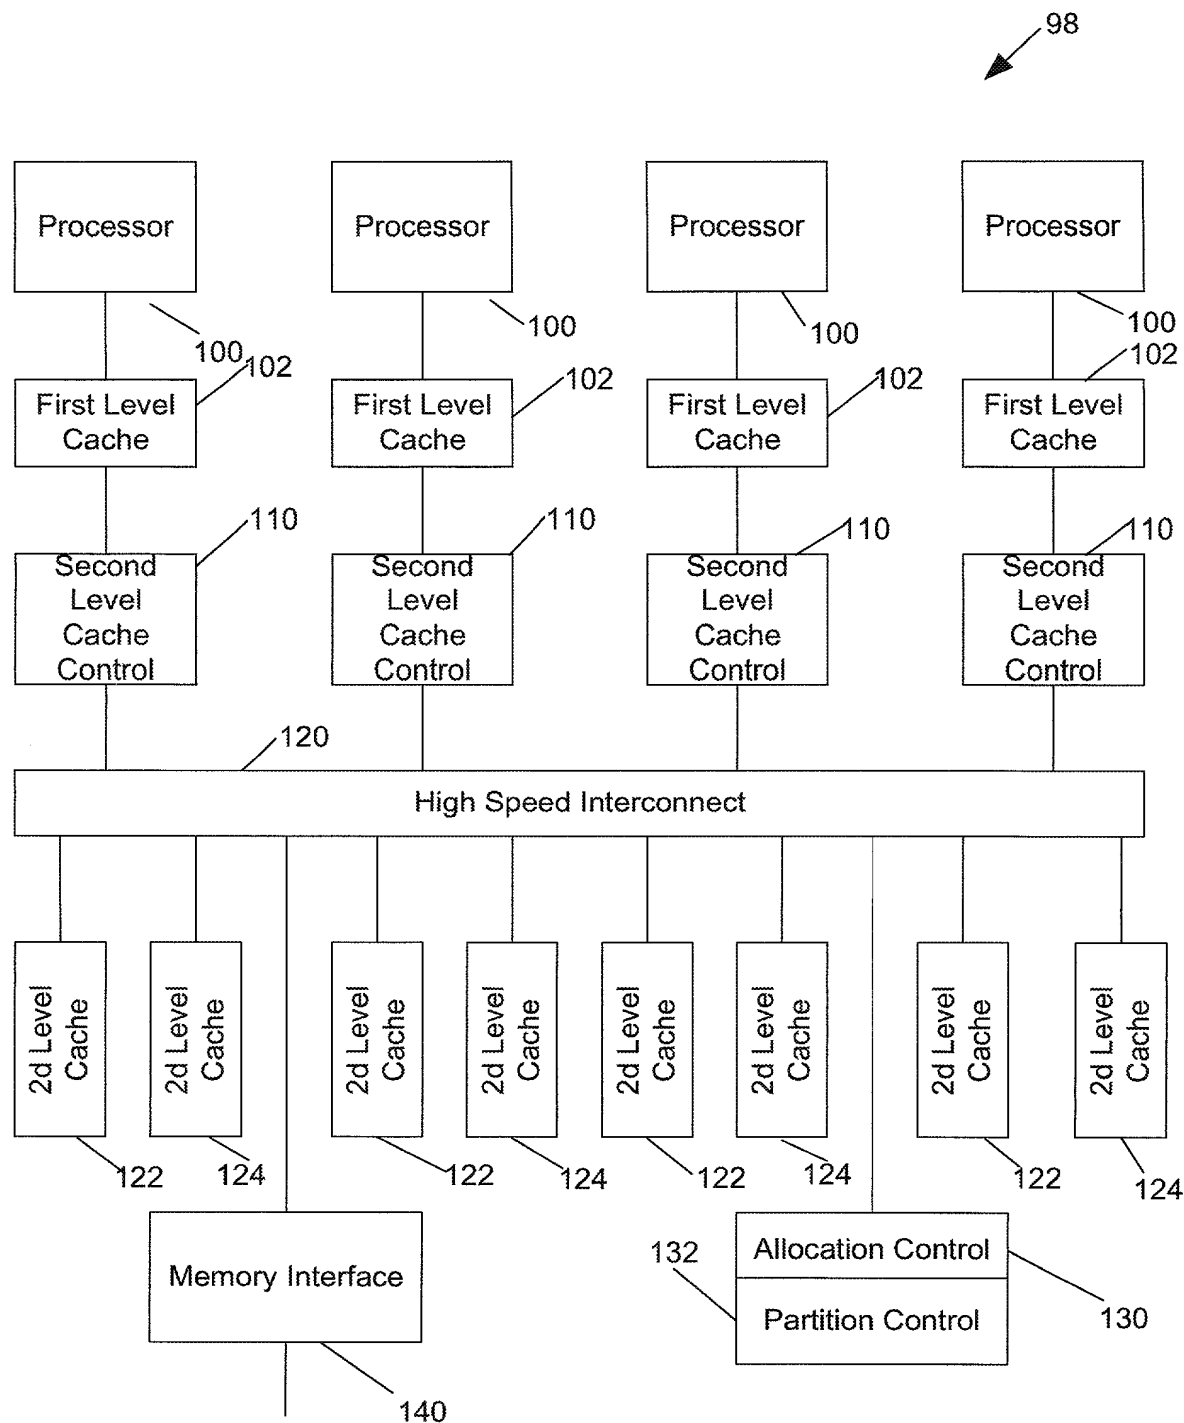 98
Processor
Processor
Processor
Processor
100
100
100
100
102
102
102
102
First Level
Cache
First Level
Cache
First Level
Cache
First Level
Cache
110
110
110
110
Second
Level
Cache
Control
Second
Level
Cache
Control
Second
Level
Cache
Control
Second
Level
Cache
Control
120
High Speed Interconnect
2d Level
Cache
2d Level
Cache
2d Level
Cache
2d Level
Cache
2d Level
Cache
2d Level
Cache
2d Level
Cache
2d Level
Cache
122
124
122
124
122
124
122
124
Memory Interface
140
132
Allocation Control
Partition Control
130